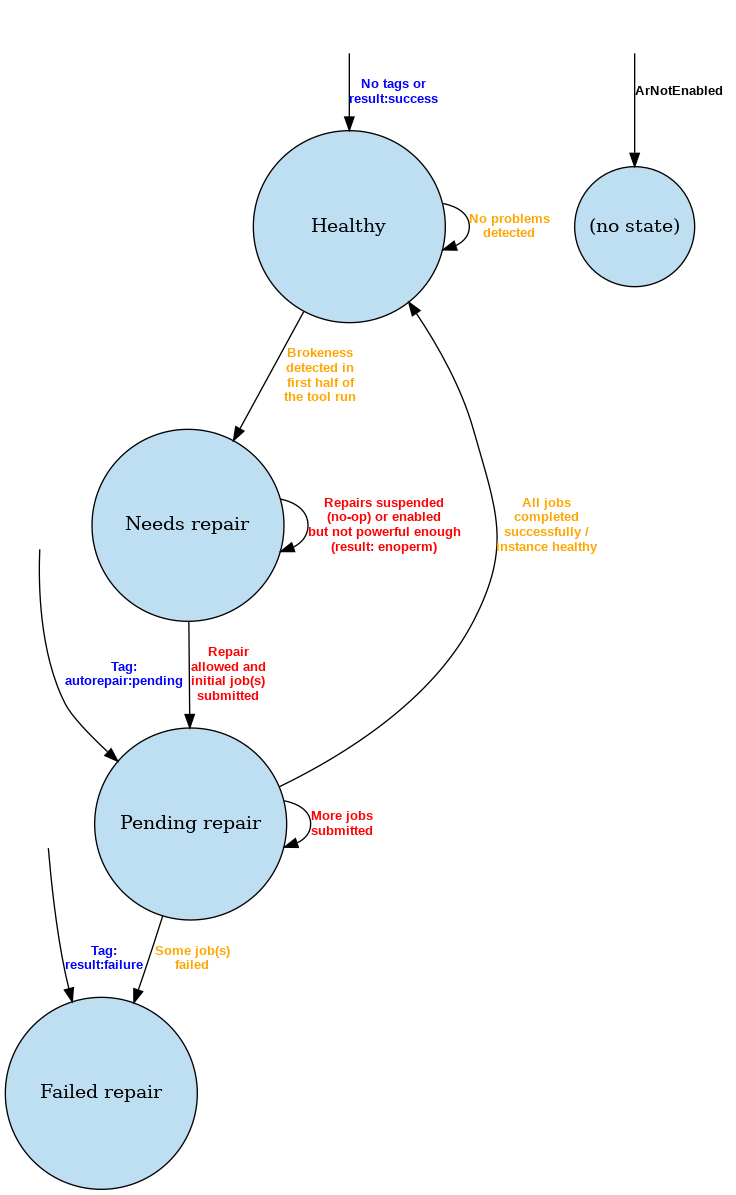 No tags or
result:success
ArNotEnabled
Healthy
(no state)
No problems
detected
Brokeness
detected in
first half of
the tool run
Needs repair
Repairs suspended
(no-op) or enabled
but not powerful enough
(result: enoperm)
All jobs
completed
successfully /
instance healthy
Tag:
autorepair:pending
Repair
allowed and
initial job(s)
submitted
Pending repair
More jobs
submitted
Tag:
result:failure
Some job(s)
failed
Failed repair